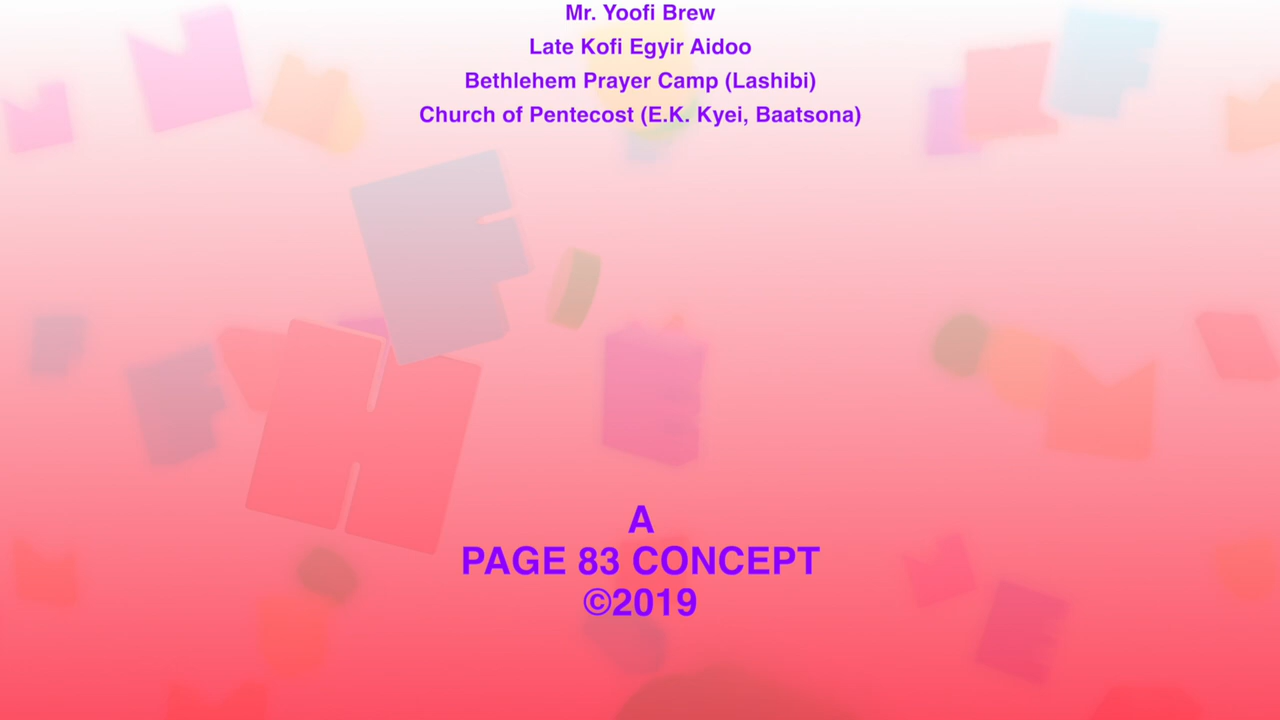 Mr. Yoofi Brew
Late Kofi Egyir Aidoo
Bethlehem Prayer Camp (Lashibi)
Church of Pentecost (E.K. Kyei, Baatsona)
A
PAGE 83 CONCEPT
©2019